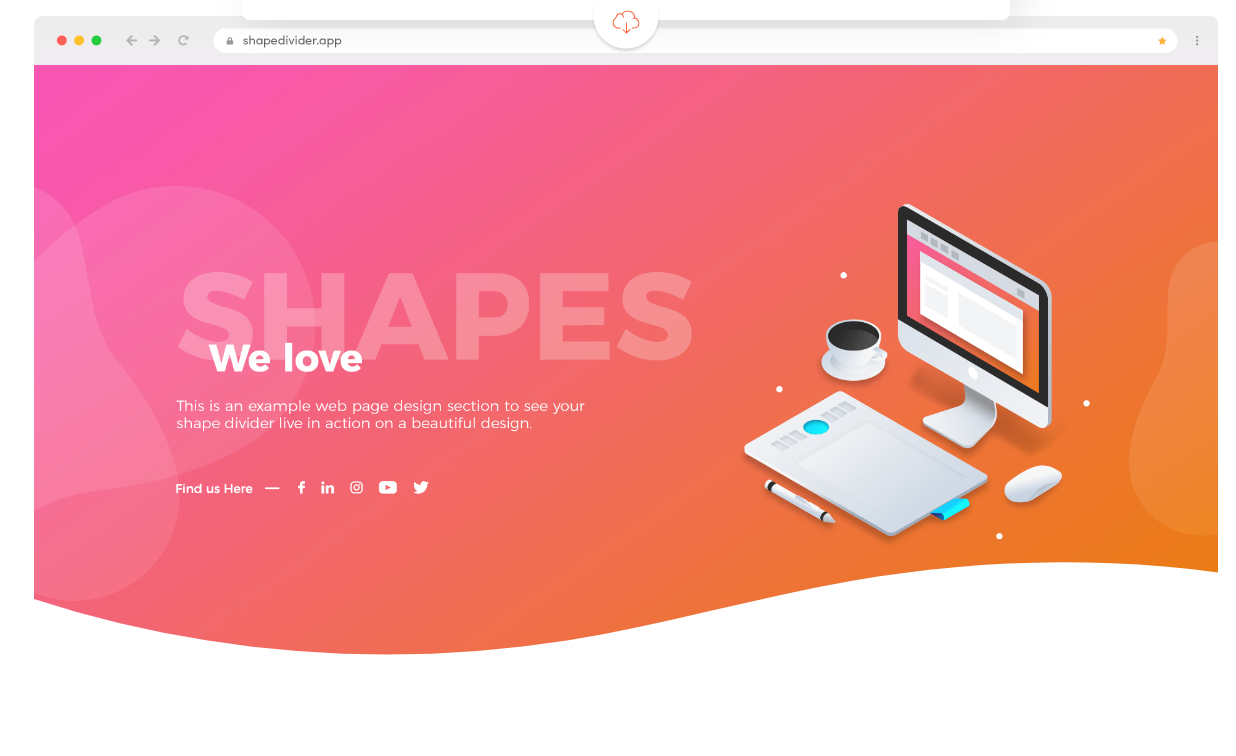 shapedivider.app
SHAPES
We love
This is an example web page design section to see your
shape divider live in action on a beautiful design.
Find us Here